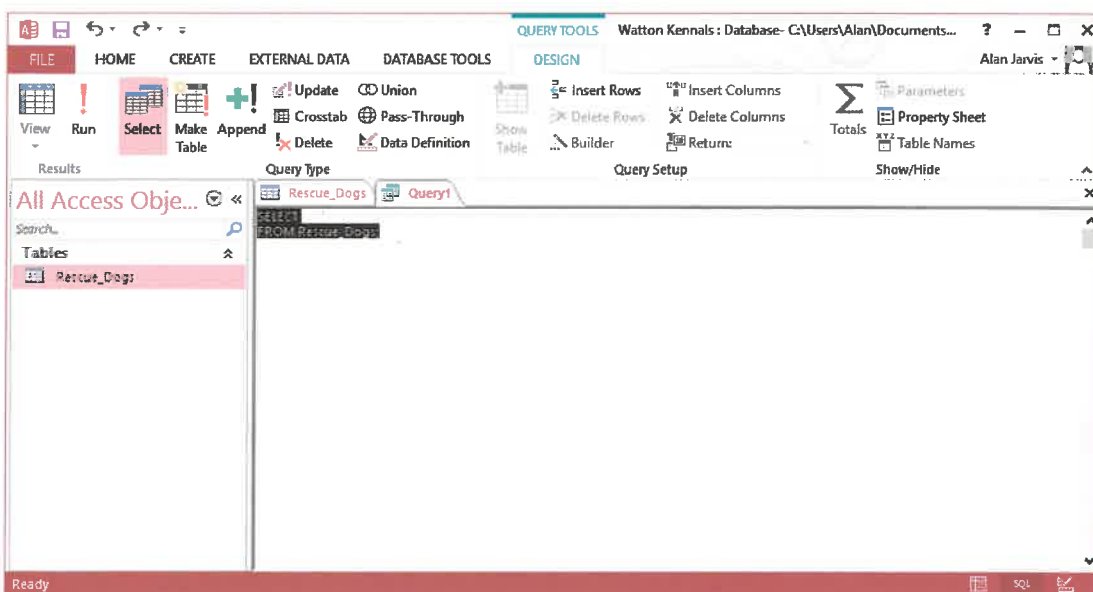 QUERY TOOLS Watton Kennals : Database- C:\Users\Alan\Documents... ?
FILE HOME CREATE EXTERNAL DATA DATABASE TOOLS DESIGN Alan Jarvis
View Run Select Make Table Append
Update Union
Crosstab Pass-Through
Delete Data Definition
Show Table
Insert Rows Insert Columns
Delete Rows Delete Columns
Builder Return:
Totals
Parameters
Property Sheet
XYZ Table Names
Results Query Type Query Setup Show/Hide
All Access Obje... «
Rescue_Dogs Query1
Search...
Tables
Rescue_Dogs
SELECT
FROM Rescue_Dogs
Ready SQL